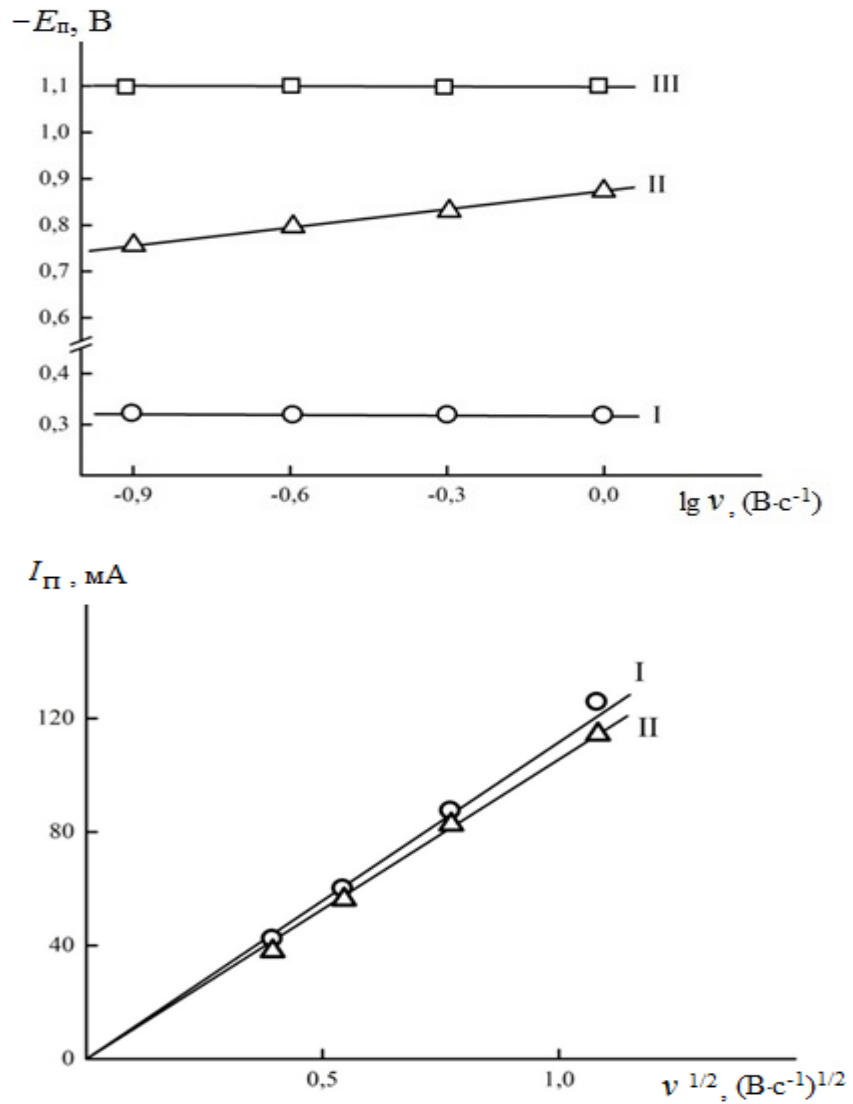 −Eп, В
1,1
III
1,0
0,9
II
0,8
0,7
0,6
0,4
0,3
I
-0,9 -0,6 -0,3 0,0
lg v, (В·с-1)
Iп , мА
I
120
II
80
40
0
0,5 1,0
v 1/2, (В·с-1)1/2